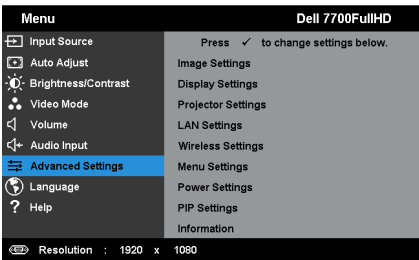 Menu Dell 7700FullHD
Input Source
Auto Adjust
Brightness/Contrast
Video Mode
Volume
Audio Input
Advanced Settings
Language
? Help
Press ✓ to change settings below.
Image Settings
Display Settings
Projector Settings
LAN Settings
Wireless Settings
Menu Settings
Power Settings
PIP Settings
Information
Resolution : 1920 x 1080